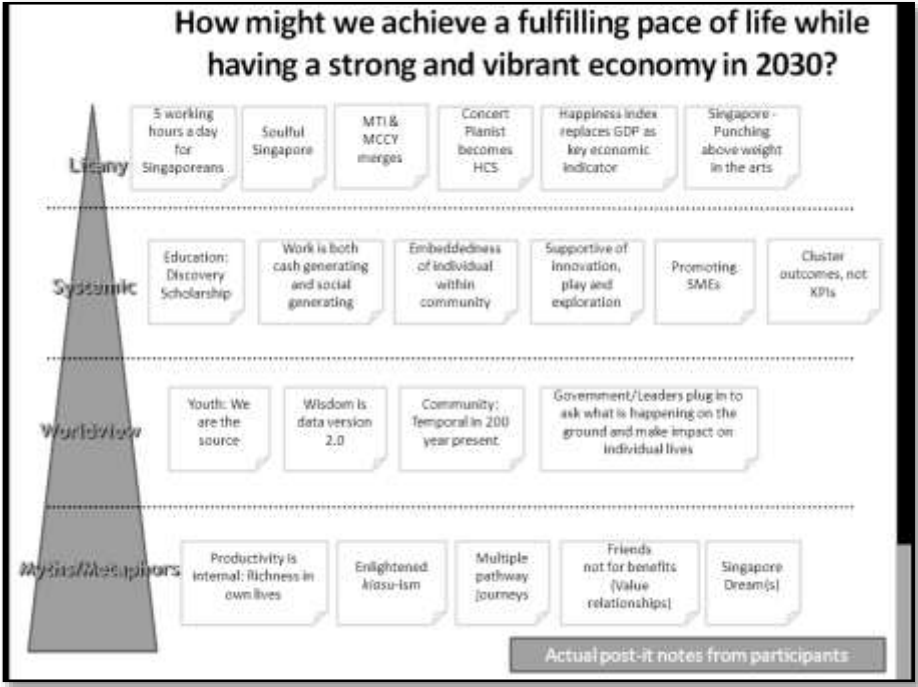 How might we achieve a fulfilling pace of life while
having a strong and vibrant economy in 2030?
Litany
5 working
hours a day
for
Singaporeans
Soulful
Singapore
MTI &
MCCY
merges
Concert
Pianist
becomes
HCS
Happiness Index
replaces GDP as
key economic
indicator
Singapore -
Punching
above weight
in the arts
Systemic
Education:
Discovery
Scholarship
Work is both
cash generating
and social
generating
Embeddedness
of individual
within
community
Supportive of
innovation,
play and
exploration
Promoting
SMEs
Cluster
outcomes, not
KPIs
Worldview
Youth: We
are the
source
Wisdom is
data version
2.0
Community:
Temporal in 200
year present
Government/Leaders plug in to
ask what is happening on the
ground and make impact on
individual lives
Myths/Metaphors
Productivity is
internal: Richness in
own lives
Enlightened
kiasu-ism
Multiple
pathway
journeys
Friends
not for benefits
(Value
relationships)
Singapore
Dream(s)
Actual post-it notes from participants